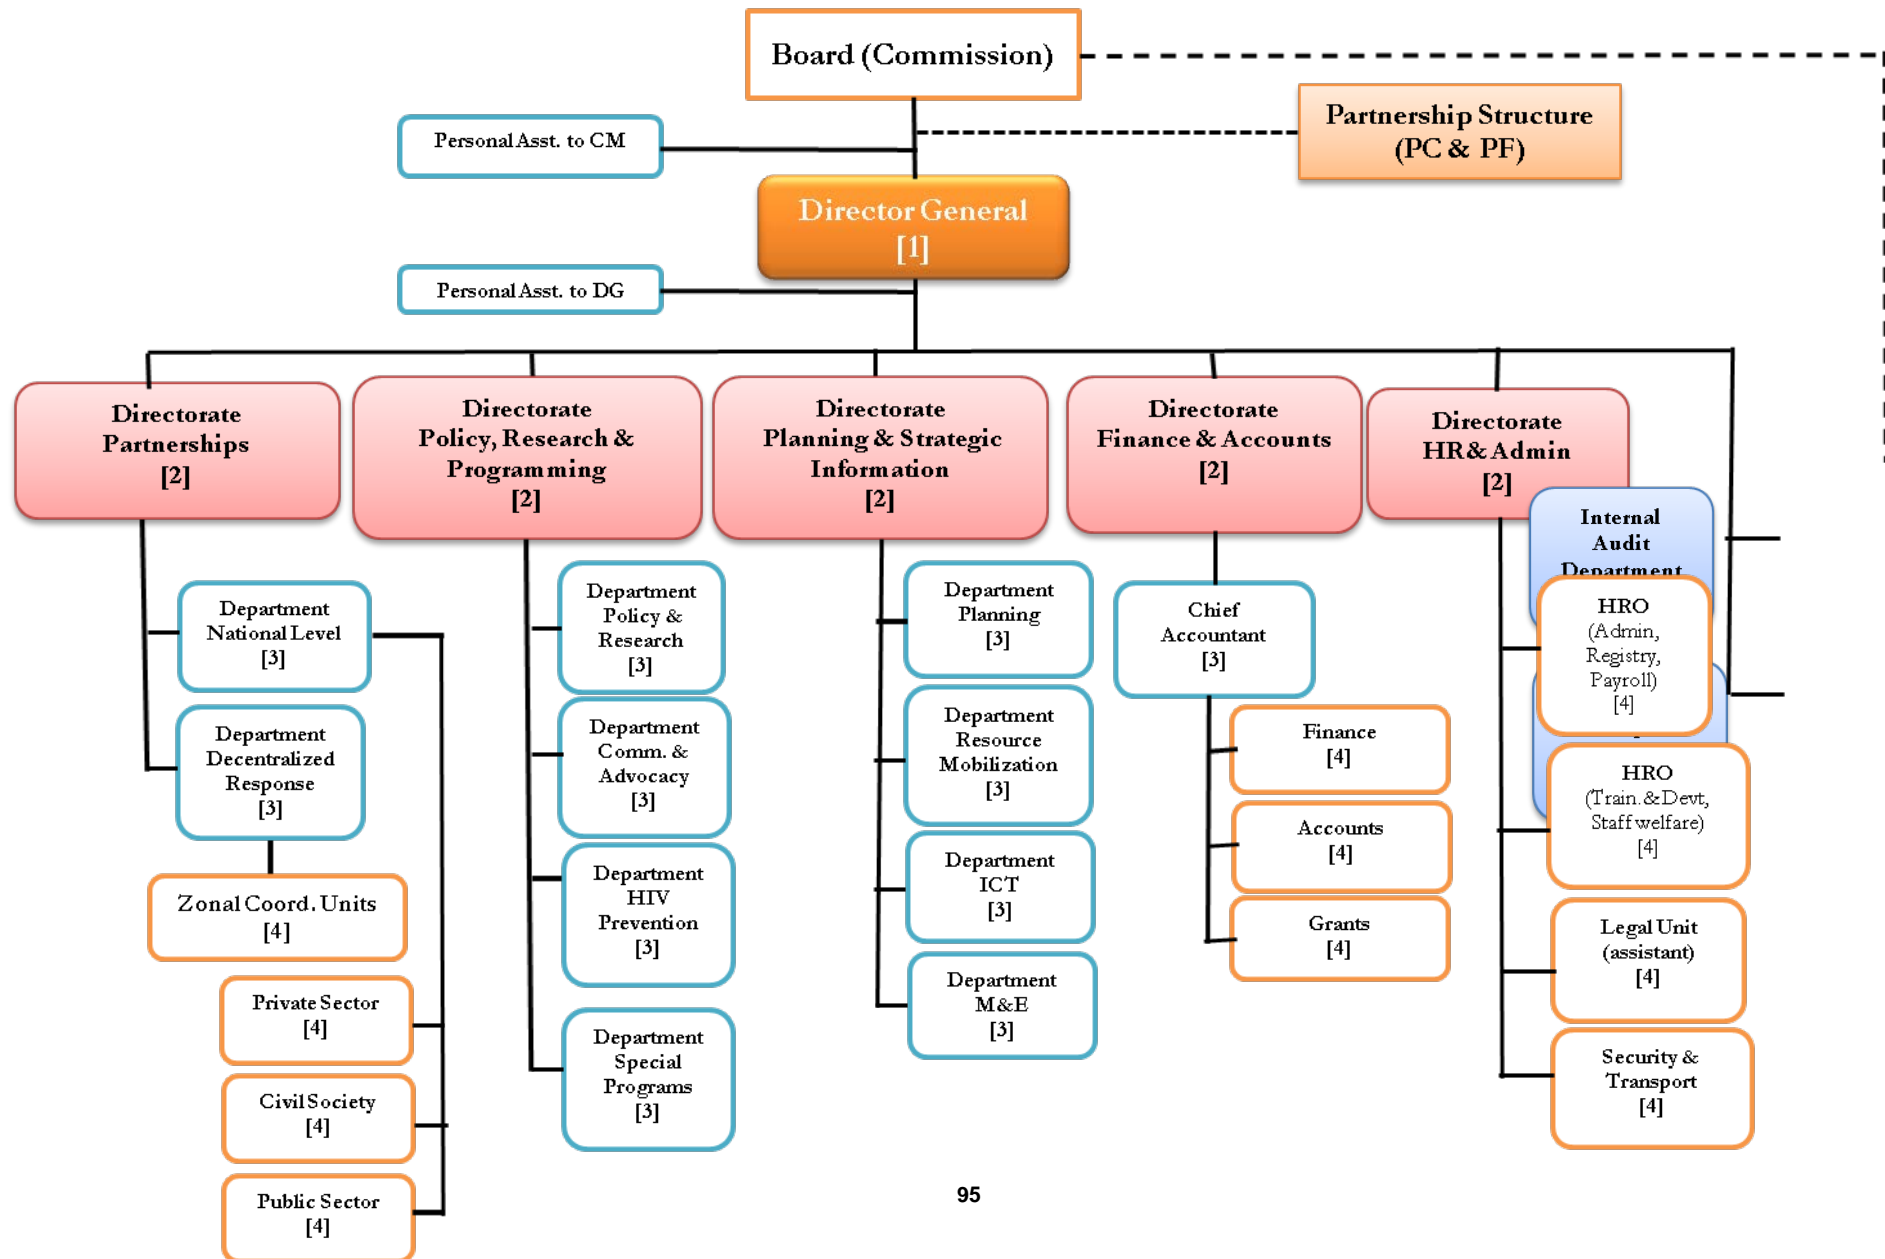 Board (Commission)
Partnership Structure
(PC & PF)
Personal Asst. to CM
Director General
[1]
Personal Asst. to DG
Directorate
Partnerships
[2]
Directorate
Policy, Research &
Programming
[2]
Directorate
Planning & Strategic
Information
[2]
Directorate
Finance & Accounts
[2]
Directorate
HR & Admin
[2]
Internal
Audit
Department
Department
National Level
[3]
Department
Decentralized
Response
[3]
Zonal Coord. Units
[4]
Private Sector
[4]
Civil Society
[4]
Public Sector
[4]
Department
Policy &
Research
[3]
Department
Comm. &
Advocacy
[3]
Department
HIV
Prevention
[3]
Department
Special
Programs
[3]
Department
Planning
[3]
Department
Resource
Mobilization
[3]
Department
ICT
[3]
Department
M&E
[3]
Chief
Accountant
[3]
Finance
[4]
Accounts
[4]
Grants
[4]
HRO
(Admin,
Registry,
Payroll)
[4]
HRO
(Train. & Devt,
Staff welfare)
[4]
Legal Unit
(assistant)
[4]
Security &
Transport
[4]
95